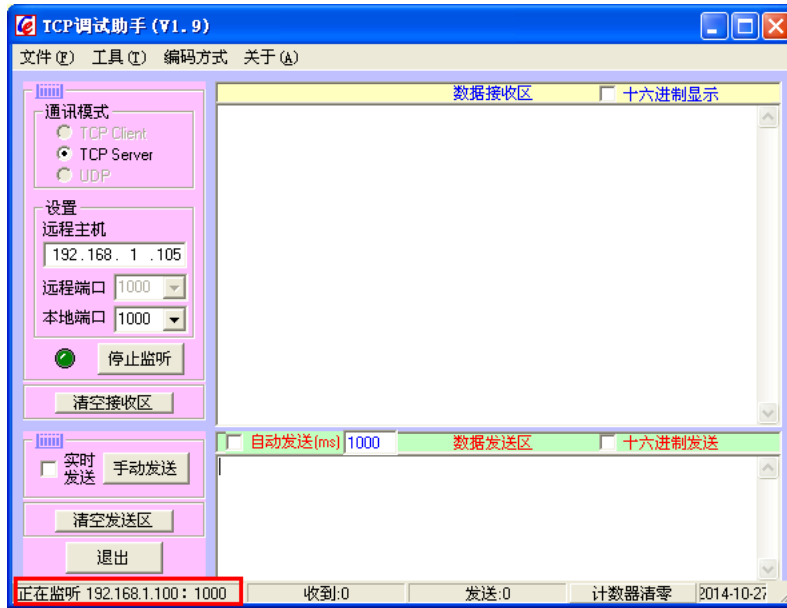 TCP调试助手(V1.9)
文件(F) 工具(T) 编码方式 关于(A)
通讯模式
TCP Client
TCP Server
UDP
设置
远程主机
192.168. 1 .105
远程端口 1000
本地端口 1000
停止监听
清空接收区
数据接收区 十六进制显示
自动发送(ms) 1000 数据发送区 十六进制发送
实时
发送
手动发送
清空发送区
退出
正在监听 192.168.1.100：1000 收到:0 发送:0 计数器清零 2014-10-27